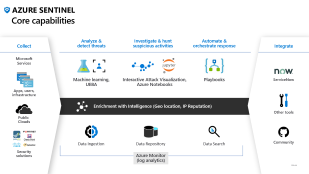 AZURE SENTINEL
Core capabilities
Collect
Analyze &
detect threats
Investigate & hunt
suspicious activities
Automate &
orchestrate response
Integrate
Microsoft
Services
Apps, users,
infrastructure
Public
Clouds
Security
solutions
Machine learning,
UEBA
Interactive Attack Visualization,
Azure Notebooks
Playbooks
Enrichment with Intelligence (Geo location, IP Reputation)
Data Ingestion
Data Repository
Data Search
Azure Monitor
(log analytics)
now
ServiceNow
Other tools
Community